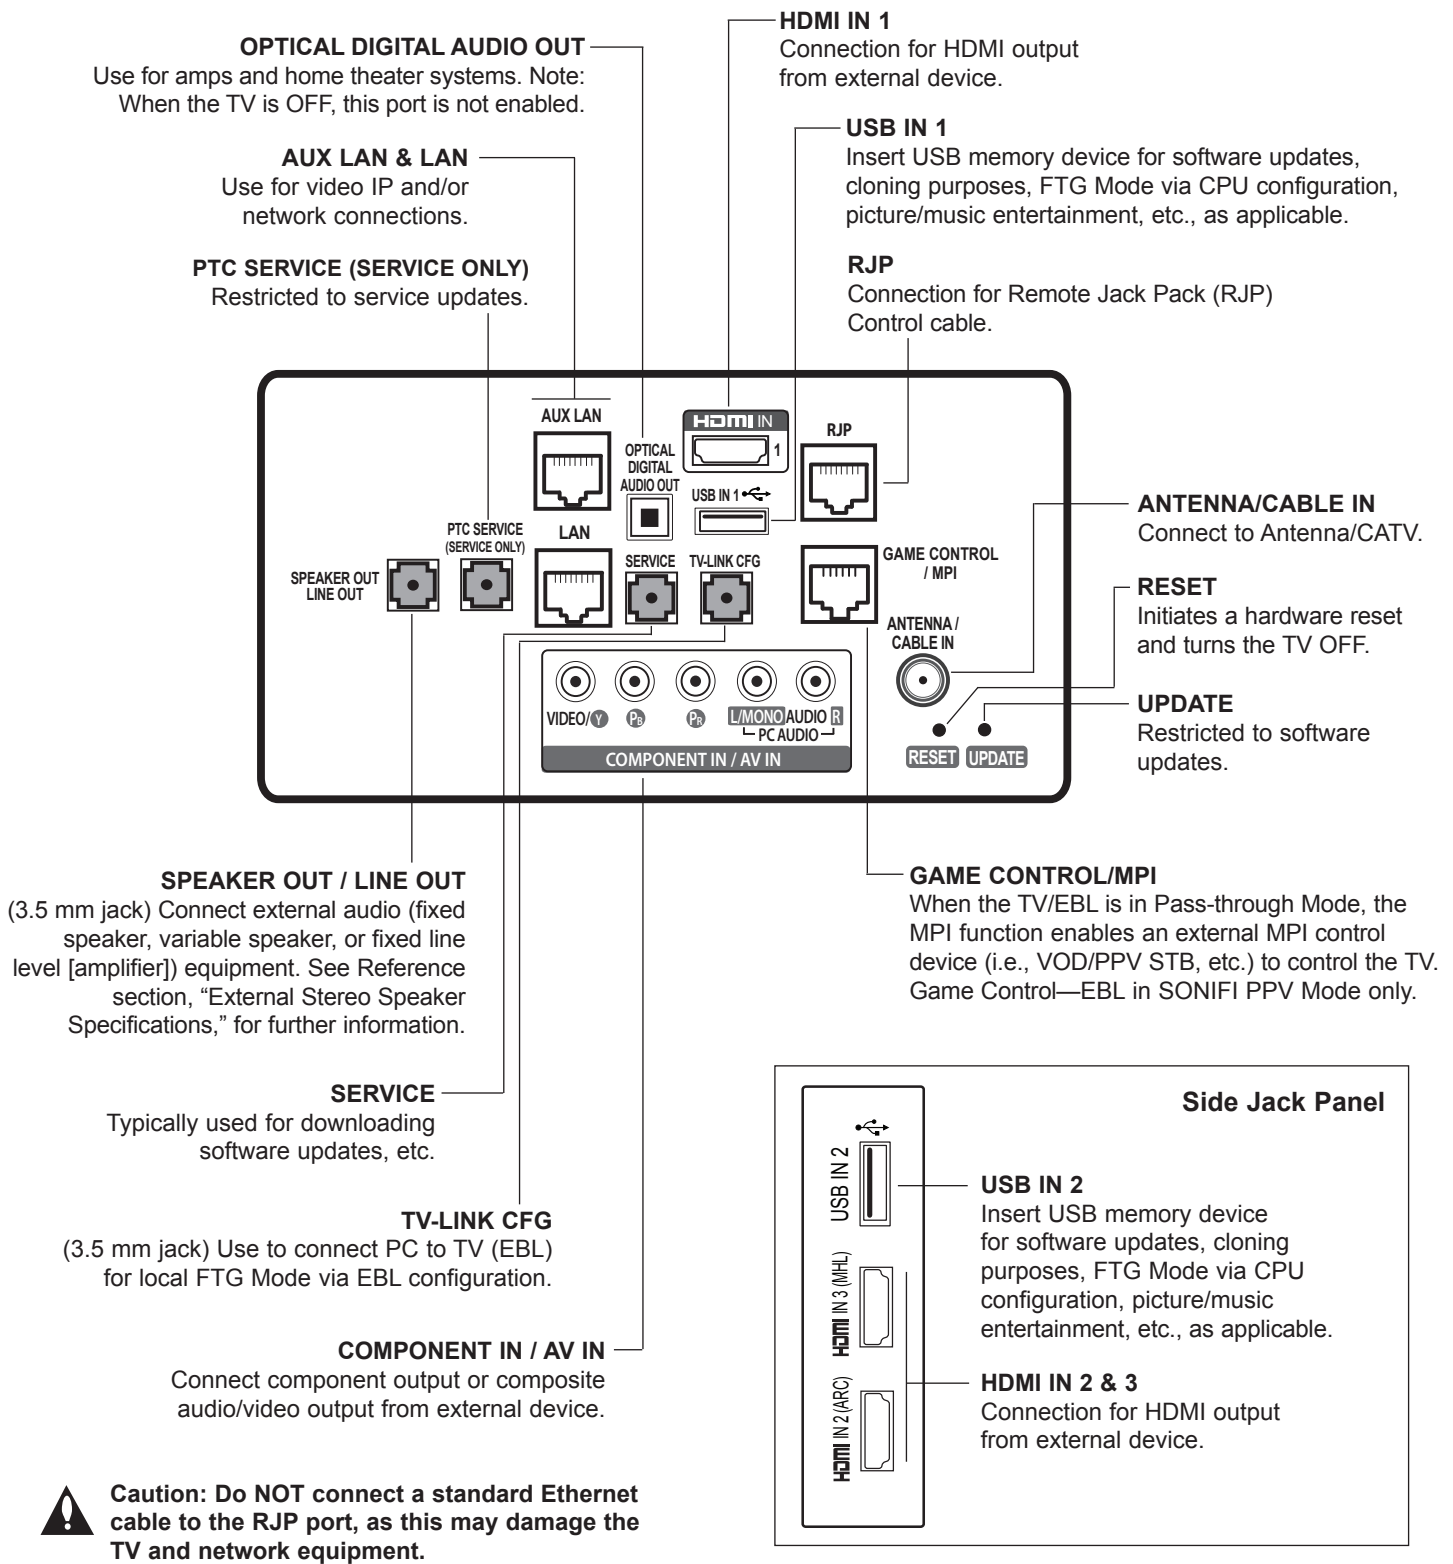 HDMI IN 1
Connection for HDMI output
from external device.
OPTICAL DIGITAL AUDIO OUT
Use for amps and home theater systems. Note:
When the TV is OFF, this port is not enabled.
USB IN 1
Insert USB memory device for software updates,
cloning purposes, FTG Mode via CPU configuration,
picture/music entertainment, etc., as applicable.
AUX LAN & LAN
Use for video IP and/or
network connections.
PTC SERVICE (SERVICE ONLY)
Restricted to service updates.
RJP
Connection for Remote Jack Pack (RJP)
Control cable.
AUX LAN
HDMI IN
1
RJP
OPTICAL
DIGITAL
AUDIO OUT
USB IN 1
PTC SERVICE
(SERVICE ONLY)
LAN
SPEAKER OUT
LINE OUT
SERVICE
TV-LINK CFG
GAME CONTROL
/ MPI
ANTENNA /
CABLE IN
VIDEO/Y
PB
PR
L/MONO AUDIO R
PC AUDIO
COMPONENT IN / AV IN
RESET
UPDATE
ANTENNA/CABLE IN
Connect to Antenna/CATV.
RESET
Initiates a hardware reset
and turns the TV OFF.
UPDATE
Restricted to software
updates.
SPEAKER OUT / LINE OUT
(3.5 mm jack) Connect external audio (fixed
speaker, variable speaker, or fixed line
level [amplifier]) equipment. See Reference
section, “External Stereo Speaker
Specifications,” for further information.
GAME CONTROL/MPI
When the TV/EBL is in Pass-through Mode, the
MPI function enables an external MPI control
device (i.e., VOD/PPV STB, etc.) to control the TV.
Game Control—EBL in SONIFI PPV Mode only.
SERVICE
Typically used for downloading
software updates, etc.
TV-LINK CFG
(3.5 mm jack) Use to connect PC to TV (EBL)
for local FTG Mode via EBL configuration.
COMPONENT IN / AV IN
Connect component output or composite
audio/video output from external device.
Side Jack Panel
USB IN 2
HDMI IN 3 (MHL)
HDMI IN 2 (ARC)
USB IN 2
Insert USB memory device
for software updates, cloning
purposes, FTG Mode via CPU
configuration, picture/music
entertainment, etc., as applicable.
HDMI IN 2 & 3
Connection for HDMI output
from external device.
Caution: Do NOT connect a standard Ethernet
cable to the RJP port, as this may damage the
TV and network equipment.